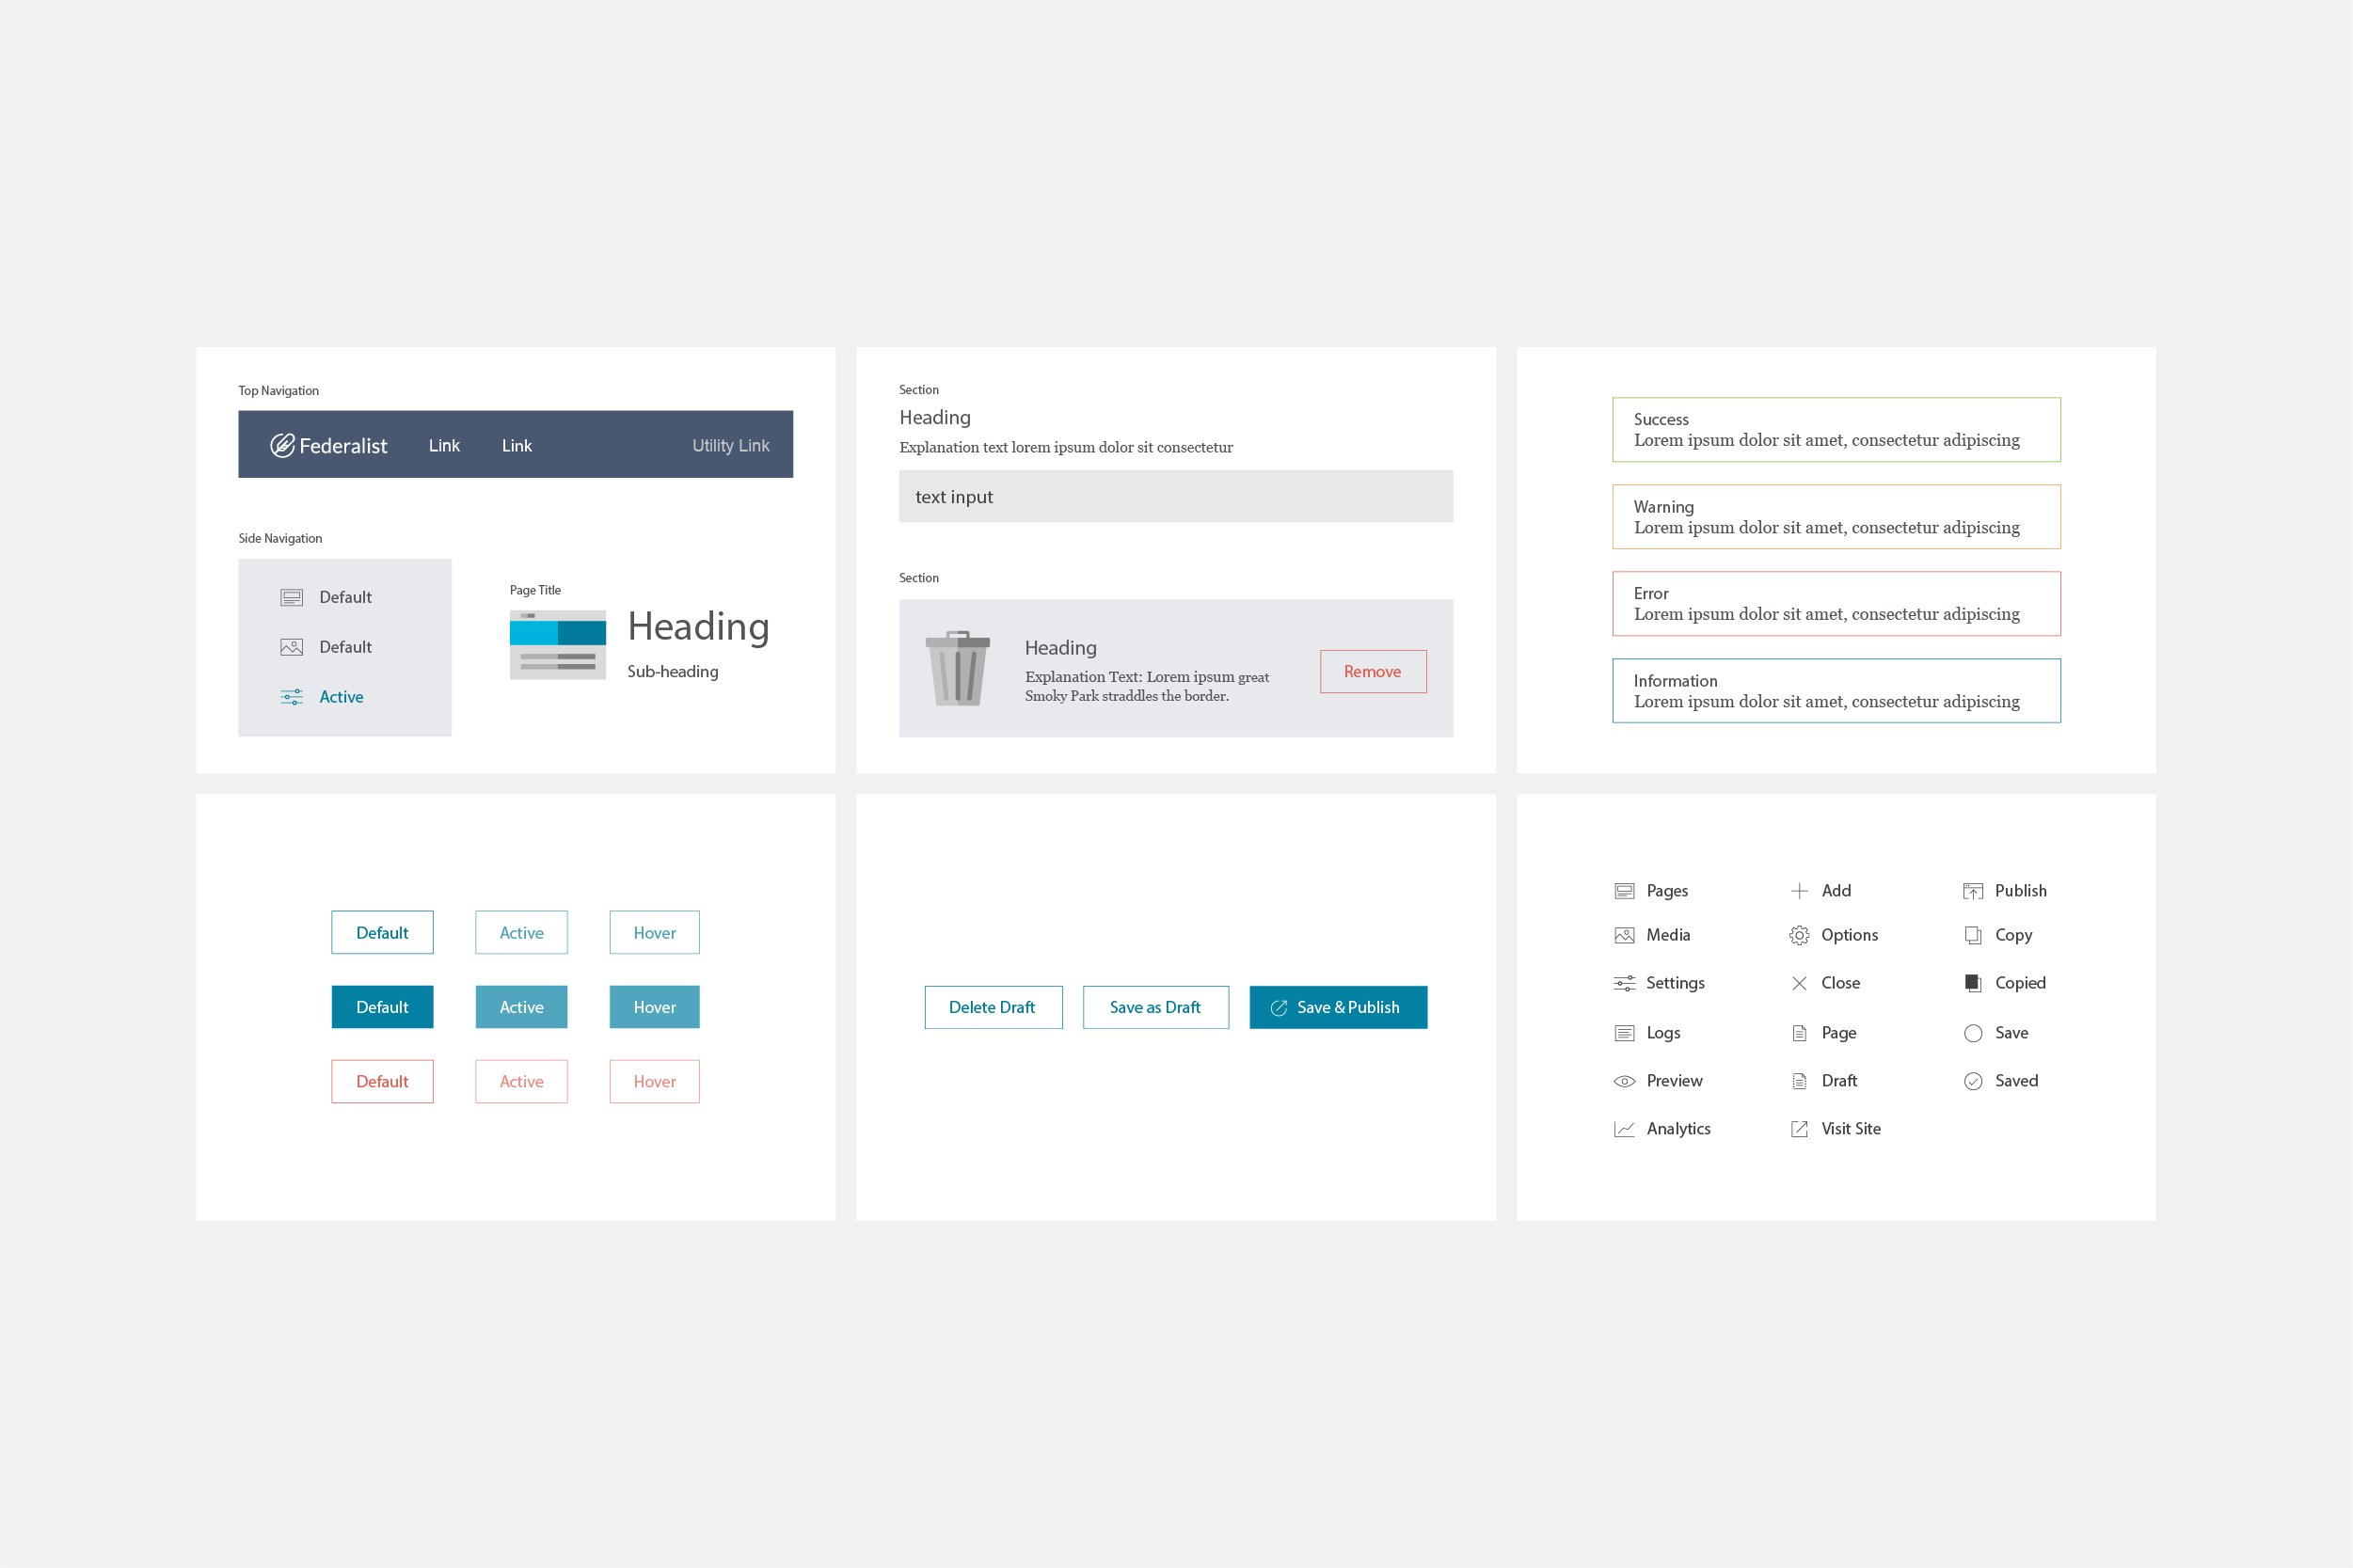 Top Navigation
Federalist Link Link Utility Link
Side Navigation
Default
Default
Active
Page Title
Heading
Sub-heading
Section
Heading
Explanation text lorem ipsum dolor sit consectetur
text input
Section
Heading
Explanation Text: Lorem ipsum great
Smoky Park straddles the border.
Remove
Success
Lorem ipsum dolor sit amet, consectetur adipiscing
Warning
Lorem ipsum dolor sit amet, consectetur adipiscing
Error
Lorem ipsum dolor sit amet, consectetur adipiscing
Information
Lorem ipsum dolor sit amet, consectetur adipiscing
Default Active Hover
Default Active Hover
Default Active Hover
Delete Draft Save as Draft Save & Publish
Pages Add Publish
Media Options Copy
Settings Close Copied
Logs Page Save
Preview Draft Saved
Analytics Visit Site